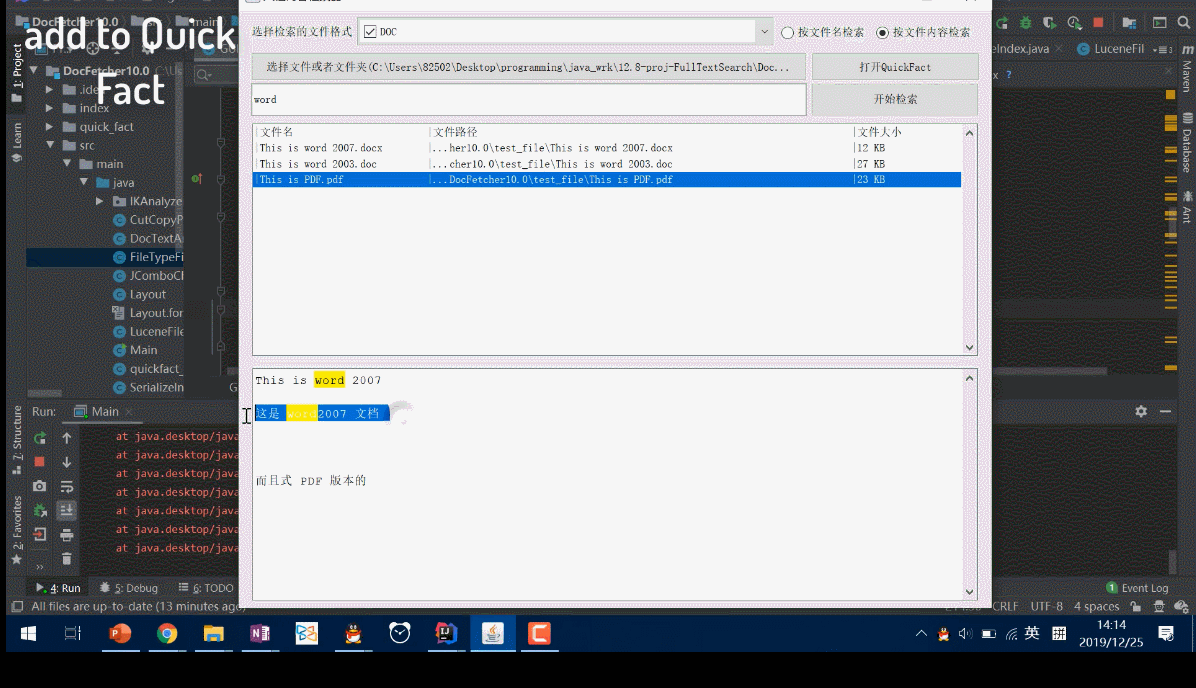 add to Quick
Fact
DocFetcher10.0
main
选择检索的文件格式
DOC
按文件名检索
按文件内容检索
选择文件或者文件夹(C:\Users\82502\Desktop\programming\java_wrk\12.8-proj-FullTextSearch\Doc...
打开QuickFact
word
开始检索
文件名
文件路径
文件大小
This is word 2007.docx
...her10.0\test_file\This is word 2007.docx
12 KB
This is word 2003.doc
...cher10.0\test_file\This is word 2003.doc
27 KB
This is PDF.pdf
...DocFetcher10.0\test_file\This is PDF.pdf
23 KB
This is word 2007
这是 word2007 文档
而且式 PDF 版本的
1: Project
Learn
7: Structure
2: Favorites
DocFetcher10.0
C:\Us
.ide
index
quick_fact
src
main
java
IKAnalyze
CutCopyP
DocTextA
FileTypeFi
JComboCh
Layout
Layout.for
LuceneFile
Main
quickfact_
SerializeIn
eIndex.java
LuceneFil
Maven
Database
Ant
Run:
Main
at java.desktop/java
at java.desktop/java
at java.desktop/java
at java.desktop/java
at java.desktop/java
at java.desktop/java
at java.desktop/java
4: Run
5: Debug
6: TODO
1
Event Log
All files are up-to-date (13 minutes ago)
CRLF
UTF-8
4 spaces
英
拼
14:14
2019/12/25